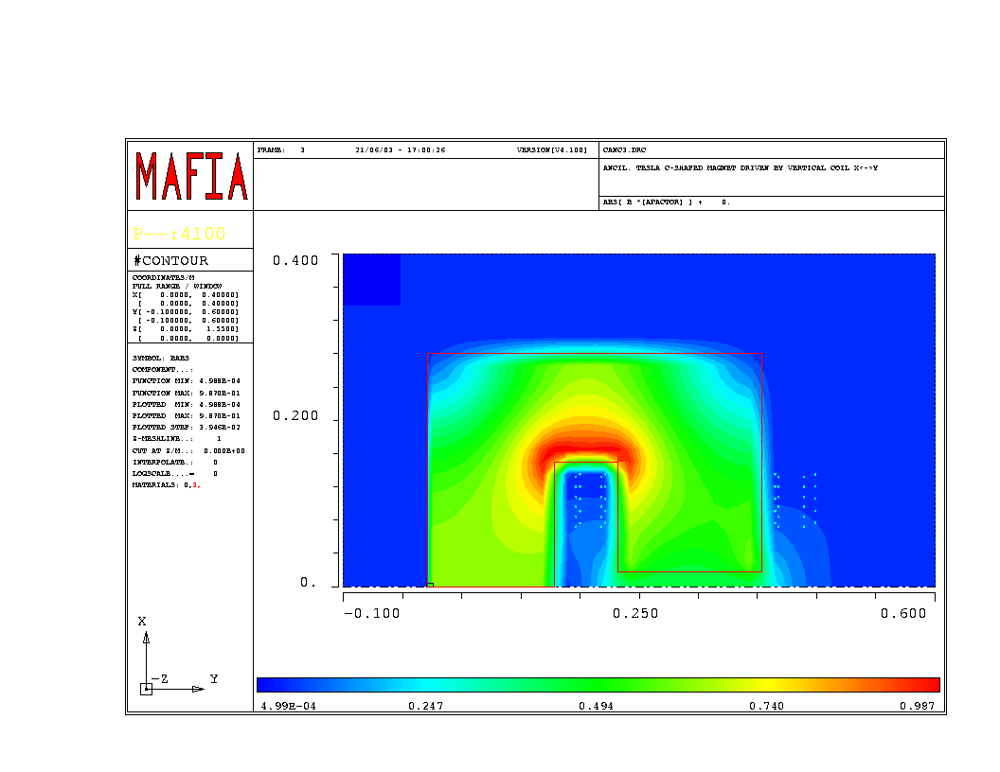 MAFIA
FRAME: 3 21/06/03 - 17:00:26 VERSION[V4.100] CANC3.DRC
ANCIL. TESLA C-SHAPED MAGNET DRIVEN BY VERTICAL COIL X<->Y
ABS[ B *[AFACTOR] ] + 0.
P--:4100
#CONTOUR
COORDINATES/M
FULL RANGE / WINDOW
X[ 0.0000, 0.40000]
[ 0.0000, 0.40000]
Y[ -0.100000, 0.60000]
[ -0.100000, 0.60000]
Z[ 0.0000, 1.5500]
[ 0.0000, 0.0000]
SYMBOL: BABS
COMPONENT...:
FUNCTION MIN: 4.988E-04
FUNCTION MAX: 9.870E-01
PLOTTED MIN: 4.988E-04
PLOTTED MAX: 9.870E-01
PLOTTED STEP: 3.946E-02
Z-MESHLINE..: 1
CUT AT Z/M..: 0.000E+00
INTERPOLATE.: 0
LOGSCALE....= 0
MATERIALS: 0,3,
0.400
0.200
0.
-0.100 0.250 0.600
X
-Z Y
4.99E-04 0.247 0.494 0.740 0.987